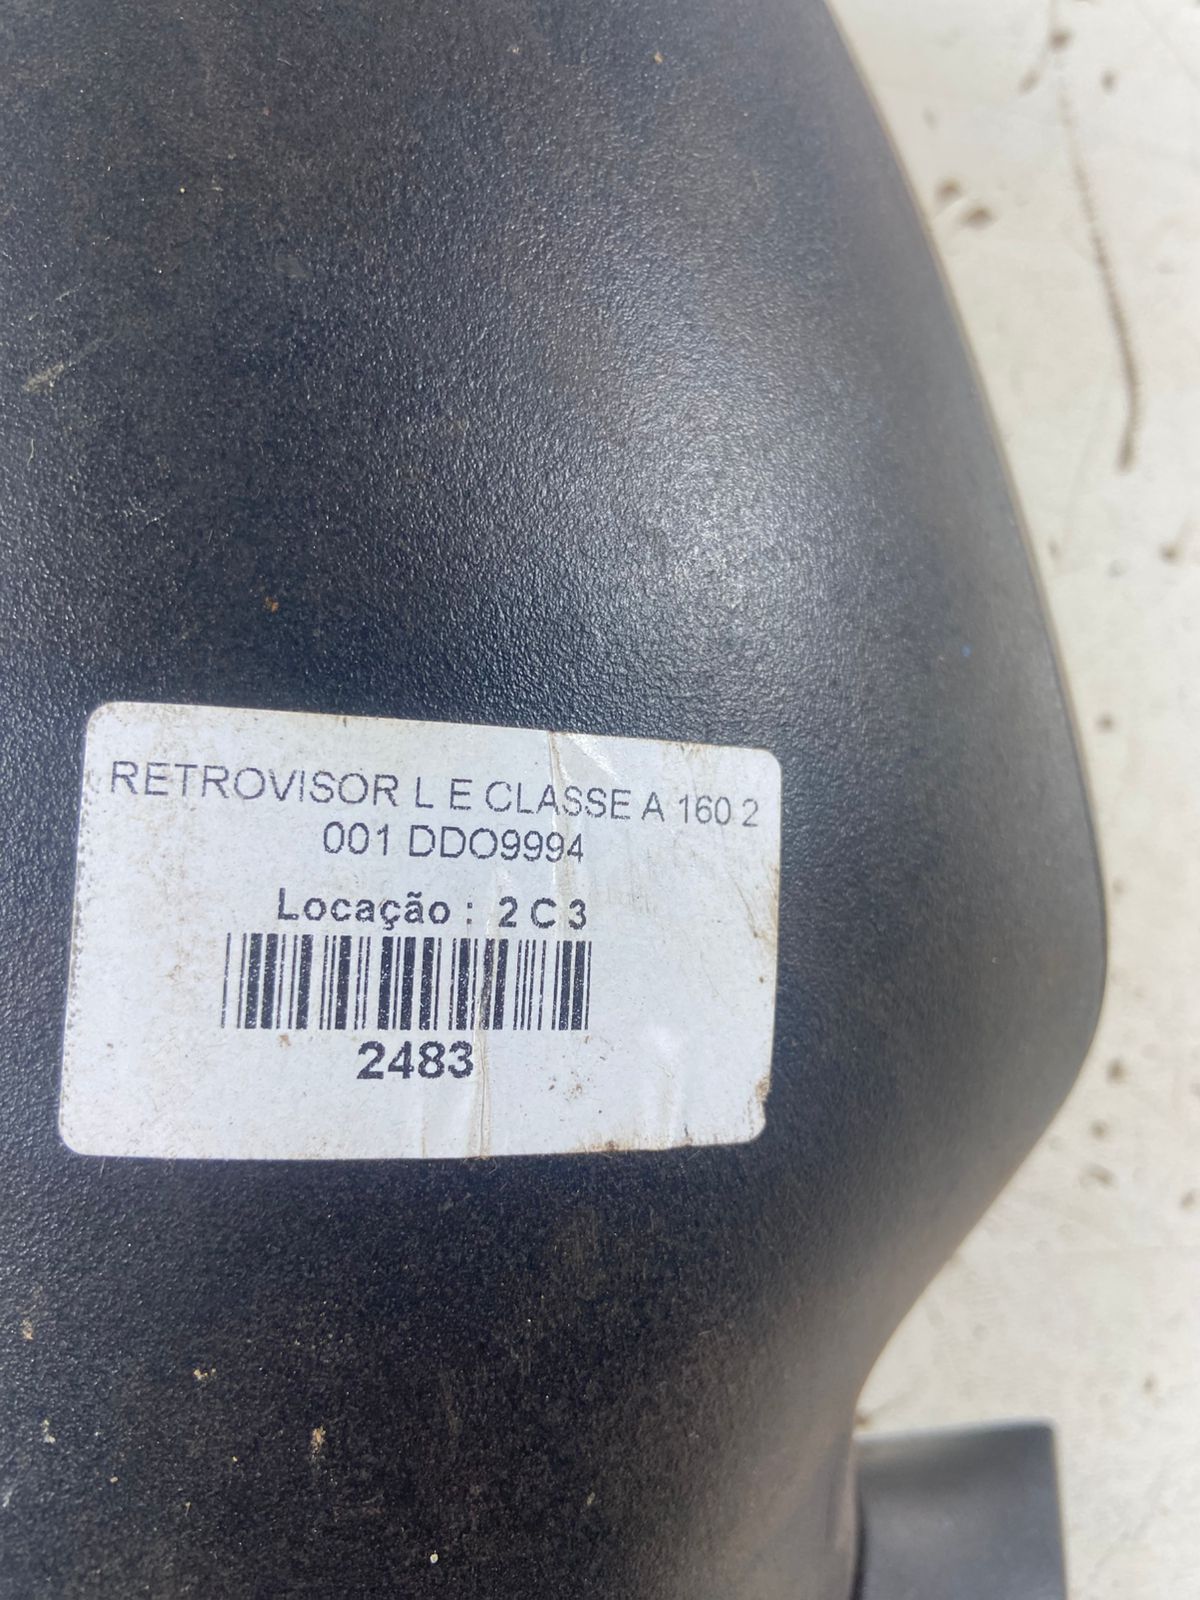 RETROVISOR L E CLASSE A 160 2
001 DDO9994
Locação : 2 C 3
2483